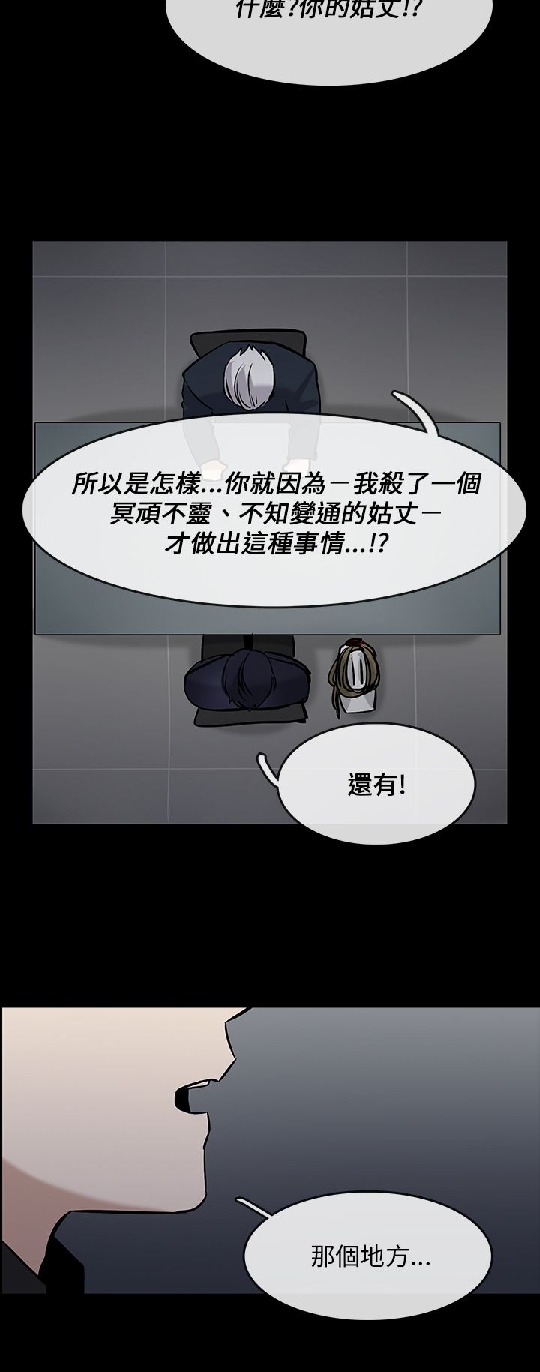 什麼?你的姑丈!?
所以是怎樣...你就因為－我殺了一個
冥頑不靈、不知變通的姑丈－
才做出這種事情...!?
還有!
那個地方...